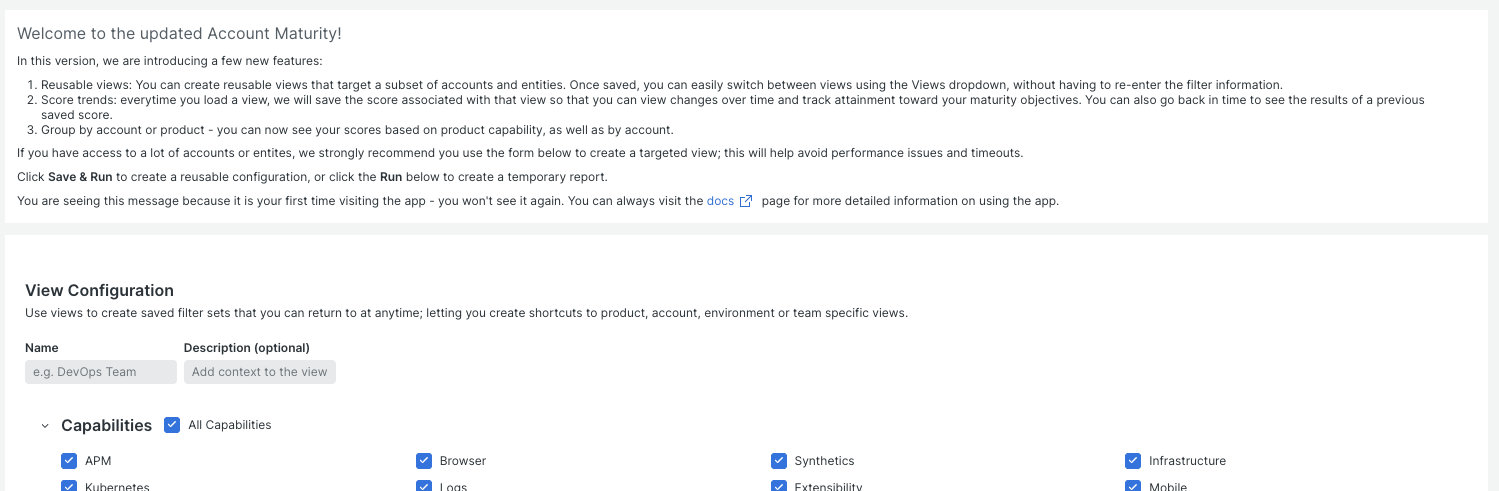 Welcome to the updated Account Maturity!
In this version, we are introducing a few new features:
1. Reusable views: You can create reusable views that target a subset of accounts and entities. Once saved, you can easily switch between views using the Views dropdown, without having to re-enter the filter information.
2. Score trends: everytime you load a view, we will save the score associated with that view so that you can view changes over time and track attainment toward your maturity objectives. You can also go back in time to see the results of a previous
saved score.
3. Group by account or product - you can now see your scores based on product capability, as well as by account.
If you have access to a lot of accounts or entites, we strongly recommend you use the form below to create a targeted view; this will help avoid performance issues and timeouts.
Click Save & Run to create a reusable configuration, or click the Run below to create a temporary report.
You are seeing this message because it is your first time visiting the app - you won't see it again. You can always visit the docs page for more detailed information on using the app.
View Configuration
Use views to create saved filter sets that you can return to at anytime; letting you create shortcuts to product, account, environment or team specific views.
Name Description (optional)
e.g. DevOps Team Add context to the view
Capabilities All Capabilities
APM Browser Synthetics Infrastructure
Kubernetes Logs Extensibility Mobile